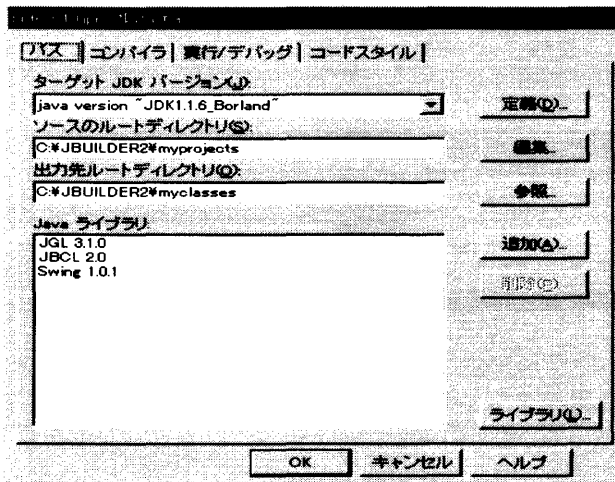 パス コンパイラ 実行/デバッグ コードスタイル
ターゲット JDK バージョン(J):
java version "JDK1.1.6_Borland"
定義(D)...
ソースのルートディレクトリ(S):
C:¥JBUILDER2¥myprojects
編集...
出力先ルートディレクトリ(O):
C:¥JBUILDER2¥myclasses
参照...
Java ライブラリ:
JGL 3.1.0
JBCL 2.0
Swing 1.0.1
追加(A)...
削除(C)
ライブラリ(L)...
OK キャンセル ヘルプ